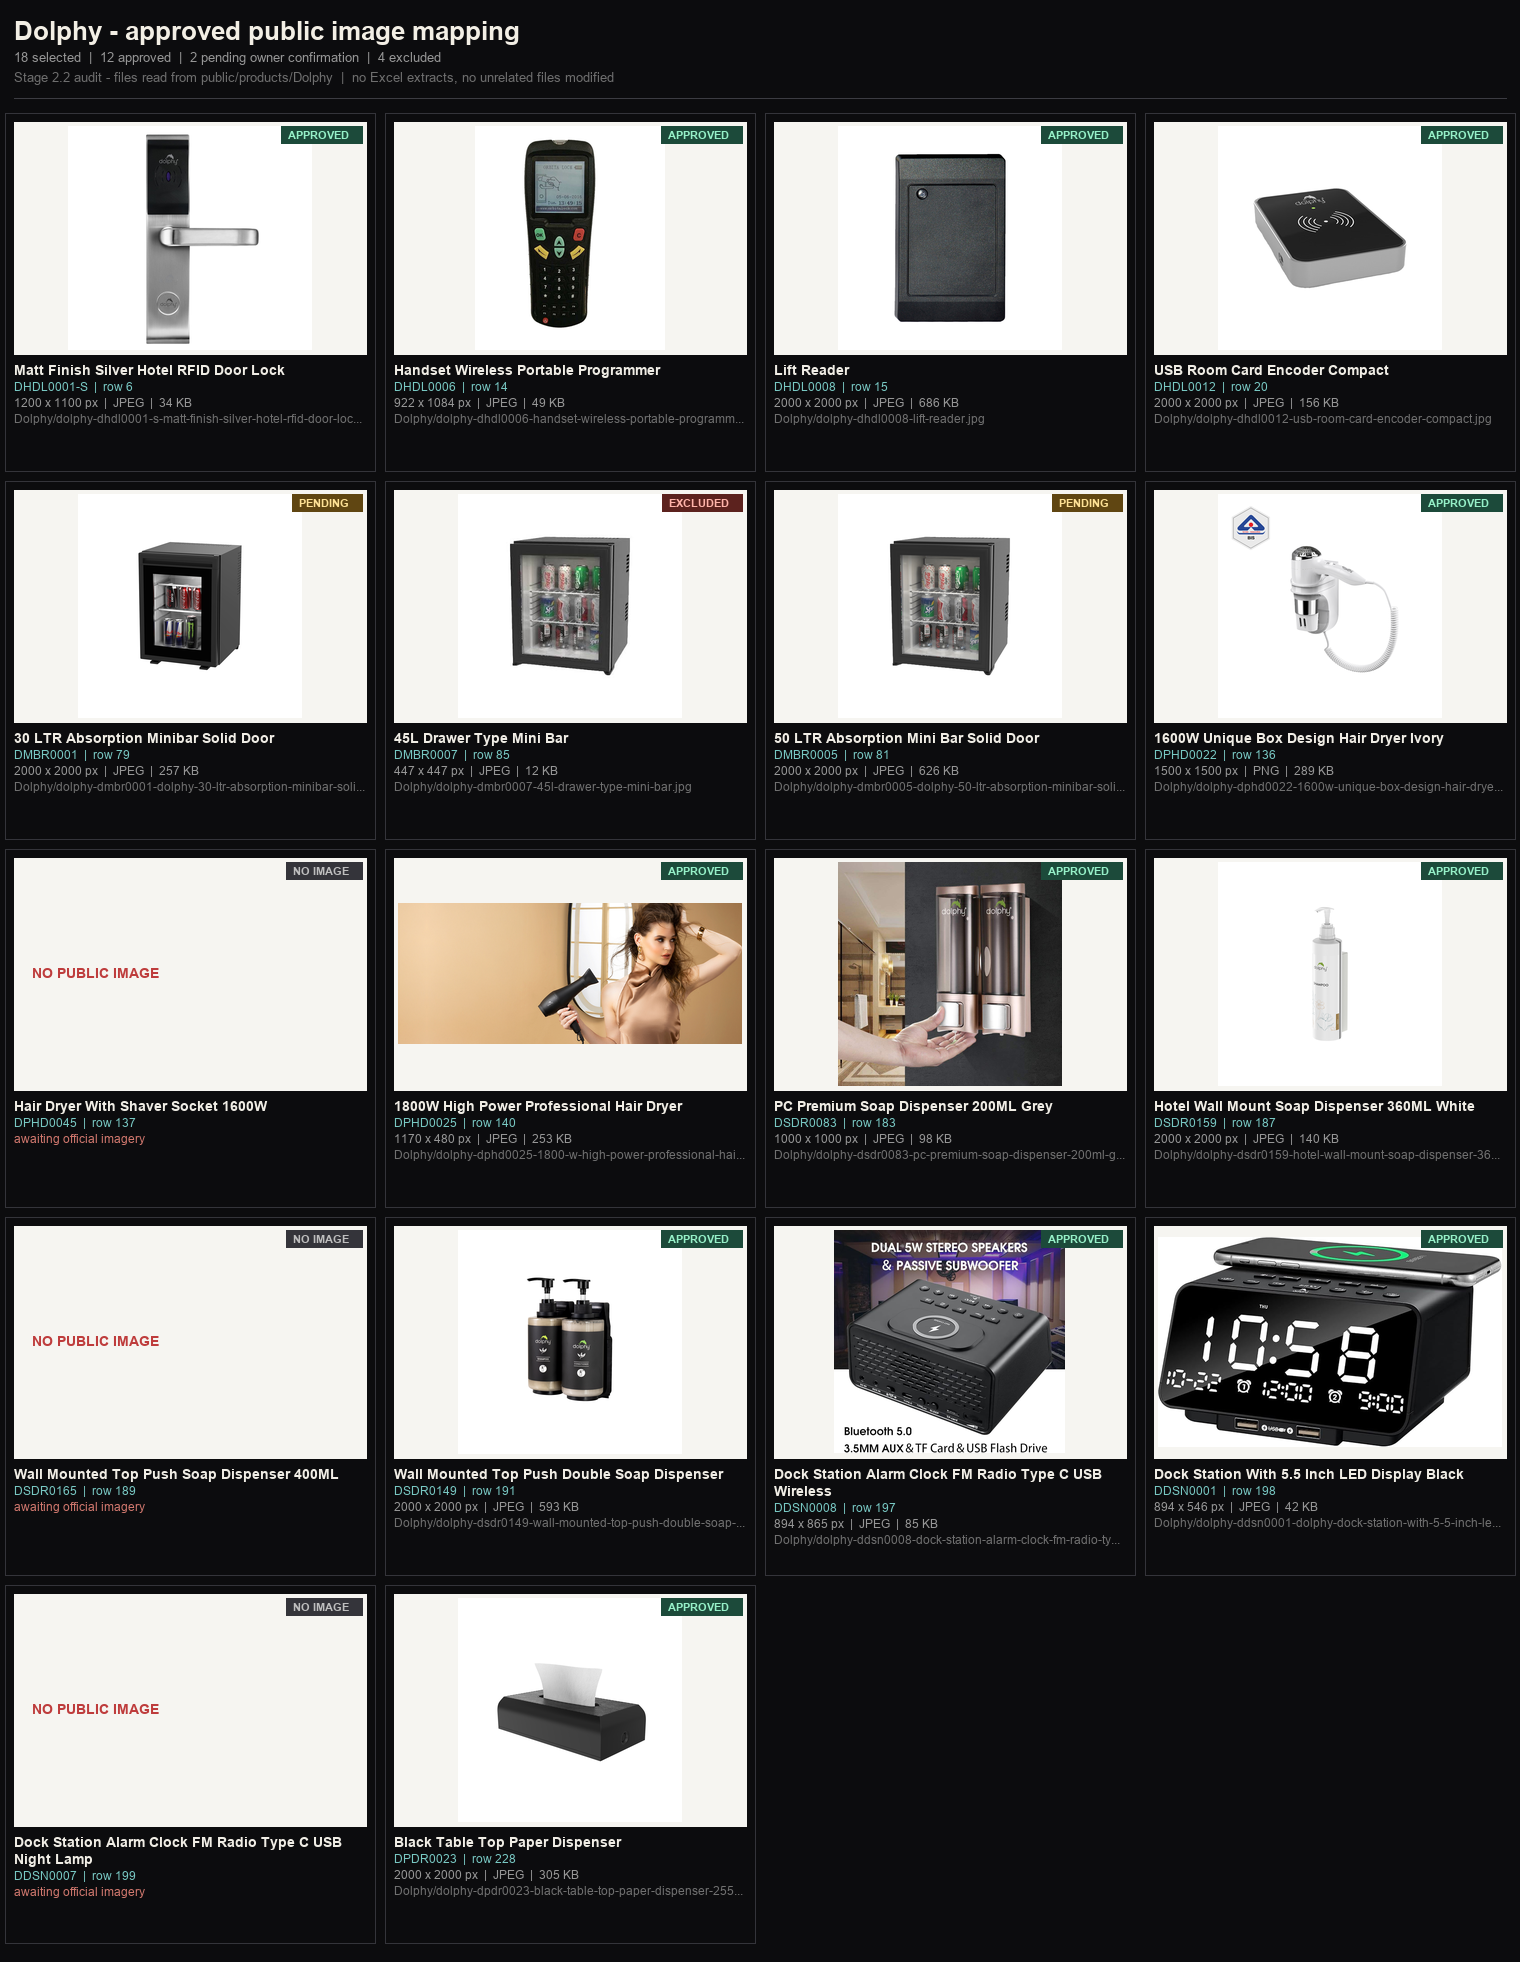 Dolphy - approved public image mapping
18 selected | 12 approved | 2 pending owner confirmation | 4 excluded
Stage 2.2 audit - files read from public/products/Dolphy | no Excel extracts, no unrelated files modified
APPROVED
dolphy
Matt Finish Silver Hotel RFID Door Lock
DHDL0001-S | row 6
1200 x 1100 px | JPEG | 34 KB
Dolphy/dolphy-dhdl0001-s-matt-finish-silver-hotel-rfid-door-loc...
APPROVED
Handset Wireless Portable Programmer
DHDL0006 | row 14
922 x 1084 px | JPEG | 49 KB
Dolphy/dolphy-dhdl0006-handset-wireless-portable-programm...
APPROVED
Lift Reader
DHDL0008 | row 15
2000 x 2000 px | JPEG | 686 KB
Dolphy/dolphy-dhdl0008-lift-reader.jpg
APPROVED
dolphy
USB Room Card Encoder Compact
DHDL0012 | row 20
2000 x 2000 px | JPEG | 156 KB
Dolphy/dolphy-dhdl0012-usb-room-card-encoder-compact.jpg
PENDING
30 LTR Absorption Minibar Solid Door
DMBR0001 | row 79
2000 x 2000 px | JPEG | 257 KB
Dolphy/dolphy-dmbr0001-dolphy-30-ltr-absorption-minibar-soli...
EXCLUDED
45L Drawer Type Mini Bar
DMBR0007 | row 85
447 x 447 px | JPEG | 12 KB
Dolphy/dolphy-dmbr0007-45l-drawer-type-mini-bar.jpg
PENDING
50 LTR Absorption Mini Bar Solid Door
DMBR0005 | row 81
2000 x 2000 px | JPEG | 626 KB
Dolphy/dolphy-dmbr0005-dolphy-50-ltr-absorption-minibar-soli...
APPROVED
BIS
1600W Unique Box Design Hair Dryer Ivory
DPHD0022 | row 136
1500 x 1500 px | PNG | 289 KB
Dolphy/dolphy-dphd0022-1600w-unique-box-design-hair-drye...
NO IMAGE
NO PUBLIC IMAGE
Hair Dryer With Shaver Socket 1600W
DPHD0045 | row 137
awaiting official imagery
APPROVED
1800W High Power Professional Hair Dryer
DPHD0025 | row 140
1170 x 480 px | JPEG | 253 KB
Dolphy/dolphy-dphd0025-1800-w-high-power-professional-hai...
APPROVED
dolphy
dolphy
PC Premium Soap Dispenser 200ML Grey
DSDR0083 | row 183
1000 x 1000 px | JPEG | 98 KB
Dolphy/dolphy-dsdr0083-pc-premium-soap-dispenser-200ml-g...
APPROVED
dolphy
Hotel Wall Mount Soap Dispenser 360ML White
DSDR0159 | row 187
2000 x 2000 px | JPEG | 140 KB
Dolphy/dolphy-dsdr0159-hotel-wall-mount-soap-dispenser-36...
NO IMAGE
NO PUBLIC IMAGE
Wall Mounted Top Push Soap Dispenser 400ML
DSDR0165 | row 189
awaiting official imagery
APPROVED
dolphy
dolphy
Wall Mounted Top Push Double Soap Dispenser
DSDR0149 | row 191
2000 x 2000 px | JPEG | 593 KB
Dolphy/dolphy-dsdr0149-wall-mounted-top-push-double-soap-...
APPROVED
DUAL 5W STEREO SPEAKERS
& PASSIVE SUBWOOFER
Bluetooth 5.0
3.5MM AUX & TF Card & USB Flash Drive
Dock Station Alarm Clock FM Radio Type C USB
Wireless
DDSN0008 | row 197
894 x 865 px | JPEG | 85 KB
Dolphy/dolphy-ddsn0008-dock-station-alarm-clock-fm-radio-ty...
APPROVED
THU
10:58
10-22
1
12:00
2
9:00
USB
Dock Station With 5.5 Inch LED Display Black
DDSN0001 | row 198
894 x 546 px | JPEG | 42 KB
Dolphy/dolphy-ddsn0001-dolphy-dock-station-with-5-5-inch-le...
NO IMAGE
NO PUBLIC IMAGE
Dock Station Alarm Clock FM Radio Type C USB
Night Lamp
DDSN0007 | row 199
awaiting official imagery
APPROVED
Black Table Top Paper Dispenser
DPDR0023 | row 228
2000 x 2000 px | JPEG | 305 KB
Dolphy/dolphy-dpdr0023-black-table-top-paper-dispenser-255...